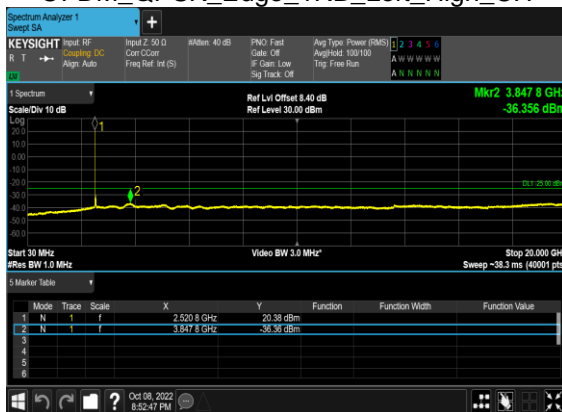 Spectrum Analyzer 1
Swept SA
+
KEYSIGHT Input: RF Input Z: 50 Ω #Atten: 40 dB PNO: Fast Avg Type: Power (RMS) 1 2 3 4 5 6
R T Coupling: DC Corr CCorr Gate: Off Avg|Hold: 100/100 A W W W W W
Align: Auto Freq Ref: Int (S) IF Gain: Low Trig: Free Run
LU Sig Track: Off A N N N N N
1 Spectrum Ref Lvl Offset 8.40 dB Mkr2 3.847 8 GHz
Scale/Div 10 dB Ref Level 30.00 dBm -36.356 dBm
Log
20.0 1
10.0
0.00
-10.0
-20.0 DL1 -25.00 dBm
-30.0 2
-40.0
-50.0
-60.0
Start 30 MHz Video BW 3.0 MHz* Stop 20.000 GHz
#Res BW 1.0 MHz Sweep ~38.3 ms (40001 pts)
5 Marker Table
Mode Trace Scale X Y Function Function Width Function Value
1 N 1 f 2.520 8 GHz 20.38 dBm
2 N 1 f 3.847 8 GHz -36.36 dBm
3
4
5
6
? Oct 08, 2022
8:52:47 PM